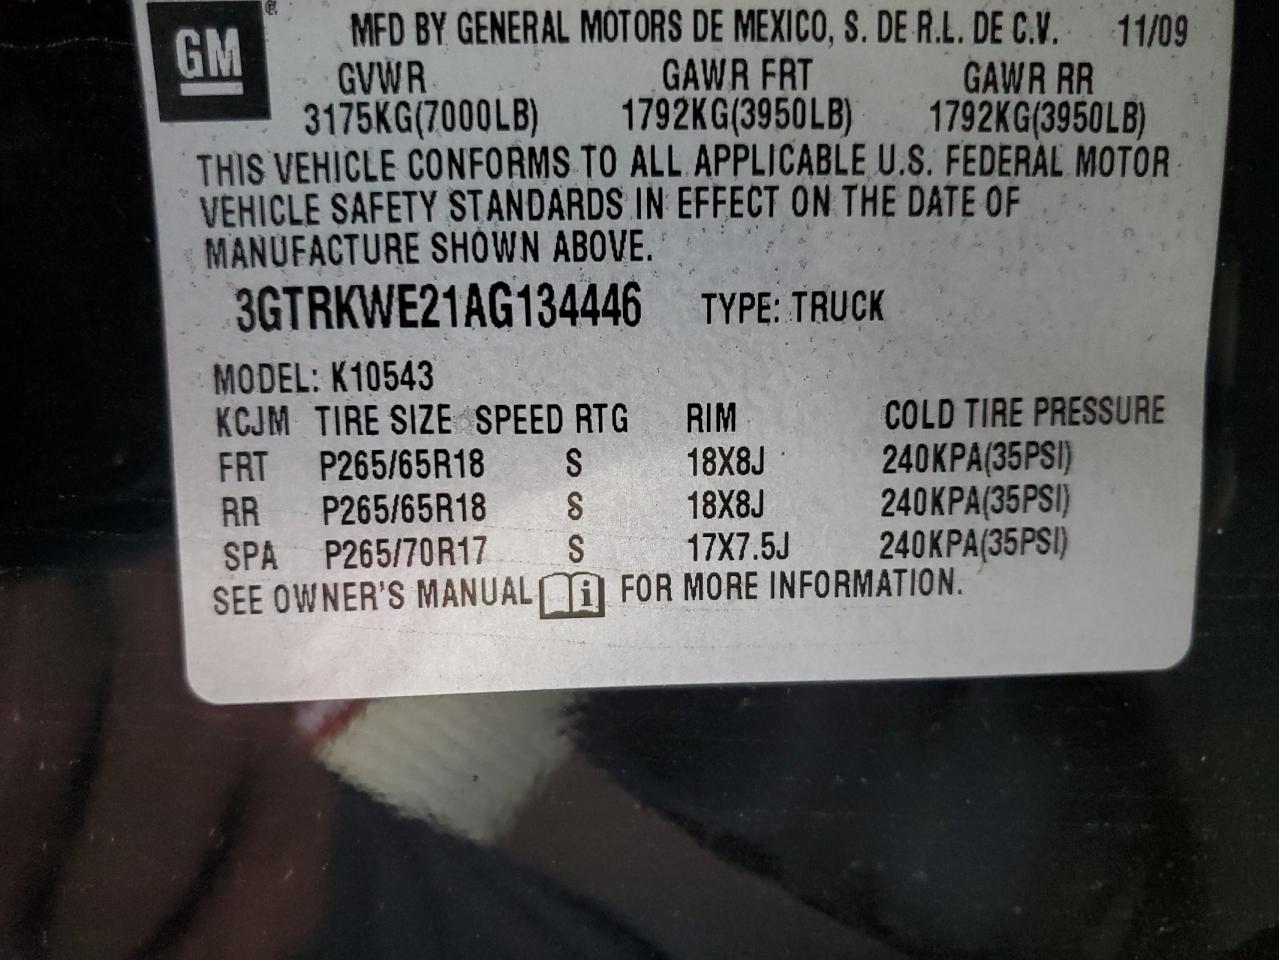 GM ® MFD BY GENERAL MOTORS DE MEXICO, S. DE R.L. DE C.V. 11/09
GVWR GAWR FRT GAWR RR
3175KG(7000LB) 1792KG(3950LB) 1792KG(3950LB)
THIS VEHICLE CONFORMS TO ALL APPLICABLE U.S. FEDERAL MOTOR
VEHICLE SAFETY STANDARDS IN EFFECT ON THE DATE OF
MANUFACTURE SHOWN ABOVE.
3GTRKWE21AG134446 TYPE: TRUCK
MODEL: K10543
KCJM TIRE SIZE SPEED RTG RIM COLD TIRE PRESSURE
FRT P265/65R18 S 18X8J 240KPA(35PSI)
RR P265/65R18 S 18X8J 240KPA(35PSI)
SPA P265/70R17 S 17X7.5J 240KPA(35PSI)
SEE OWNER'S MANUAL i FOR MORE INFORMATION.